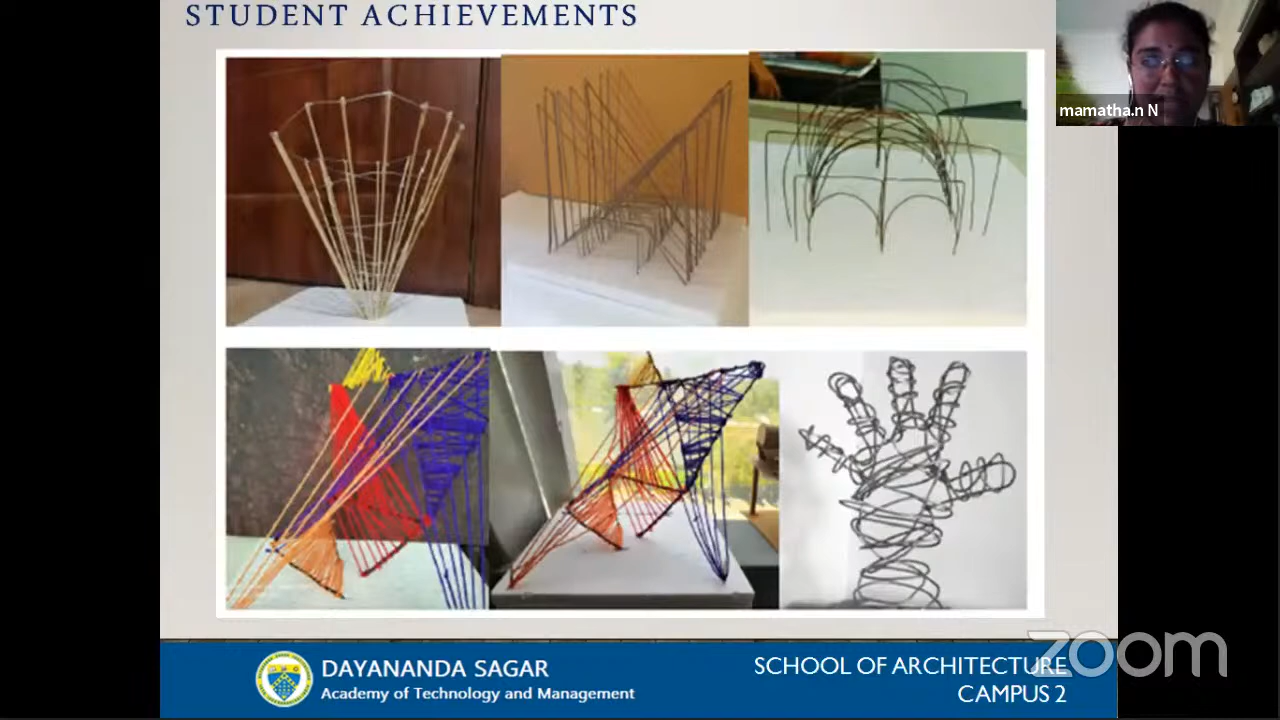 STUDENT ACHIEVEMENTS
mamatha.n N
DAYANANDA SAGAR
Academy of Technology and Management
SCHOOL OF ARCHITECTURE
CAMPUS 2
zoom